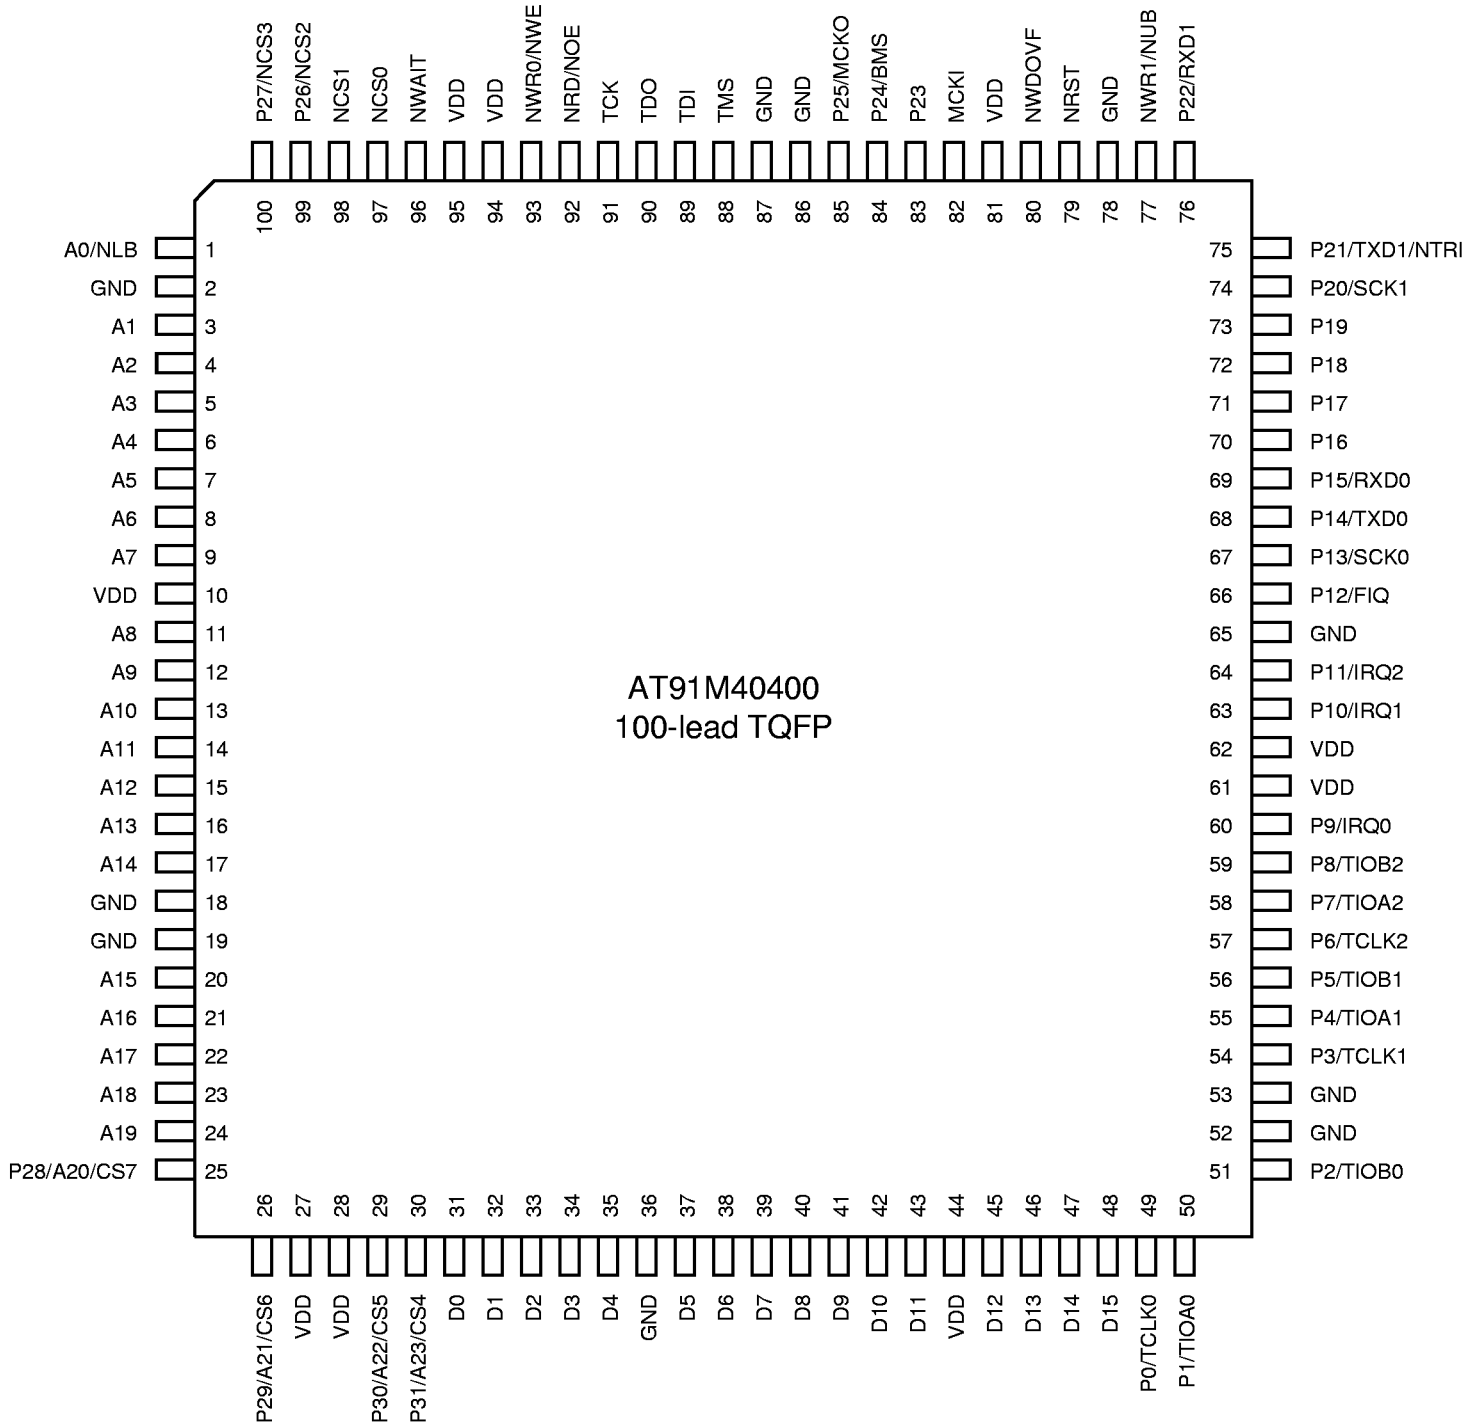 P27/NCS3
P26/NCS2
NCS1
NCS0
NWAIT
VDD
VDD
NWR0/NWE
NRD/NOE
TCK
TDO
TDI
TMS
GND
GND
P25/MCKO
P24/BMS
P23
MCKI
VDD
NWDOVF
NRST
GND
NWR1/NUB
P22/RXD1
100
99
98
97
96
95
94
93
92
91
90
89
88
87
86
85
84
83
82
81
80
79
78
77
76
A0/NLB 1
GND 2
A1 3
A2 4
A3 5
A4 6
A5 7
A6 8
A7 9
VDD 10
A8 11
A9 12
A10 13
A11 14
A12 15
A13 16
A14 17
GND 18
GND 19
A15 20
A16 21
A17 22
A18 23
A19 24
P28/A20/CS7 25
AT91M40400
100-lead TQFP
75 P21/TXD1/NTRI
74 P20/SCK1
73 P19
72 P18
71 P17
70 P16
69 P15/RXD0
68 P14/TXD0
67 P13/SCK0
66 P12/FIQ
65 GND
64 P11/IRQ2
63 P10/IRQ1
62 VDD
61 VDD
60 P9/IRQ0
59 P8/TIOB2
58 P7/TIOA2
57 P6/TCLK2
56 P5/TIOB1
55 P4/TIOA1
54 P3/TCLK1
53 GND
52 GND
51 P2/TIOB0
26
27
28
29
30
31
32
33
34
35
36
37
38
39
40
41
42
43
44
45
46
47
48
49
50
P29/A21/CS6
VDD
VDD
P30/A22/CS5
P31/A23/CS4
D0
D1
D2
D3
D4
GND
D5
D6
D7
D8
D9
D10
D11
VDD
D12
D13
D14
D15
P0/TCLK0
P1/TIOA0